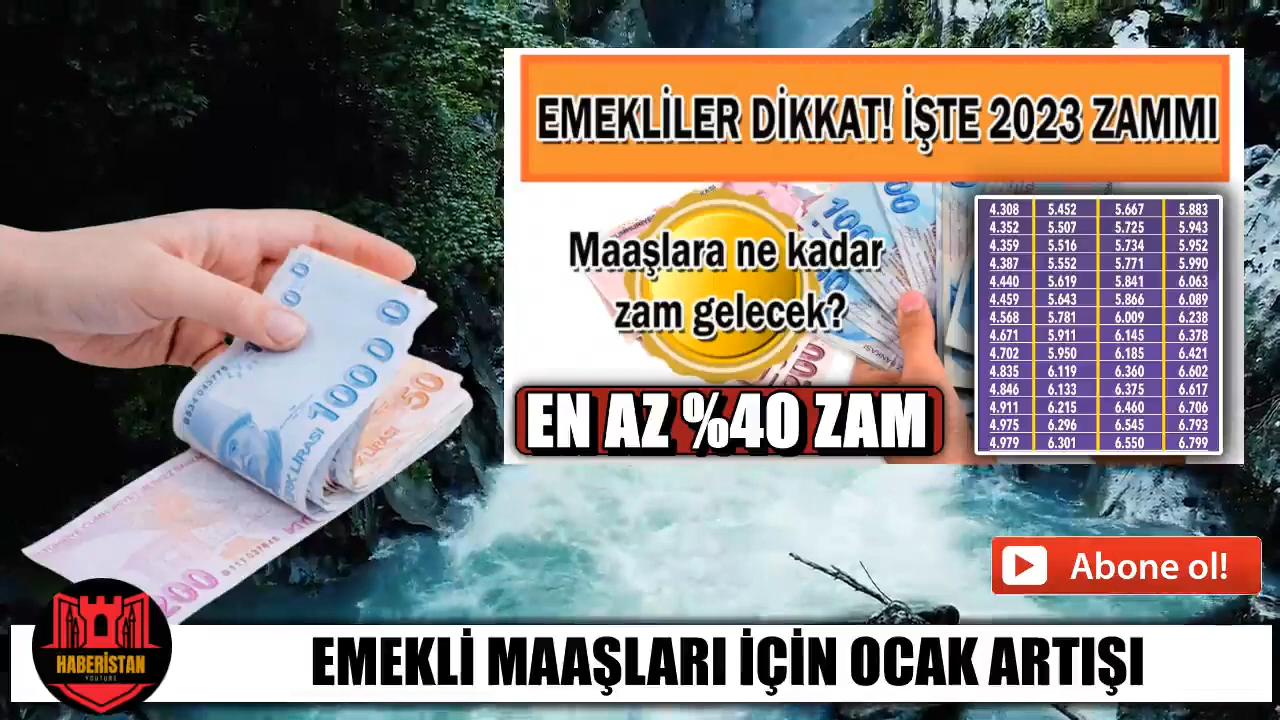 EMEKLİLER DİKKAT! İŞTE 2023 ZAMMI
Maaşlara ne kadar
zam gelecek?
EN AZ %40 ZAM
4.308 5.452 5.667 5.883
4.352 5.507 5.725 5.943
4.359 5.516 5.734 5.952
4.387 5.552 5.771 5.990
4.440 5.619 5.841 6.063
4.459 5.643 5.866 6.089
4.568 5.781 6.009 6.238
4.671 5.911 6.145 6.378
4.702 5.950 6.185 6.421
4.835 6.119 6.360 6.602
4.846 6.133 6.375 6.617
4.911 6.215 6.460 6.706
4.975 6.296 6.545 6.793
4.979 6.301 6.550 6.799
100
50
200
Abone ol!
HABERİSTAN
YOUTUBE
EMEKLİ MAAŞLARI İÇİN OCAK ARTIŞI